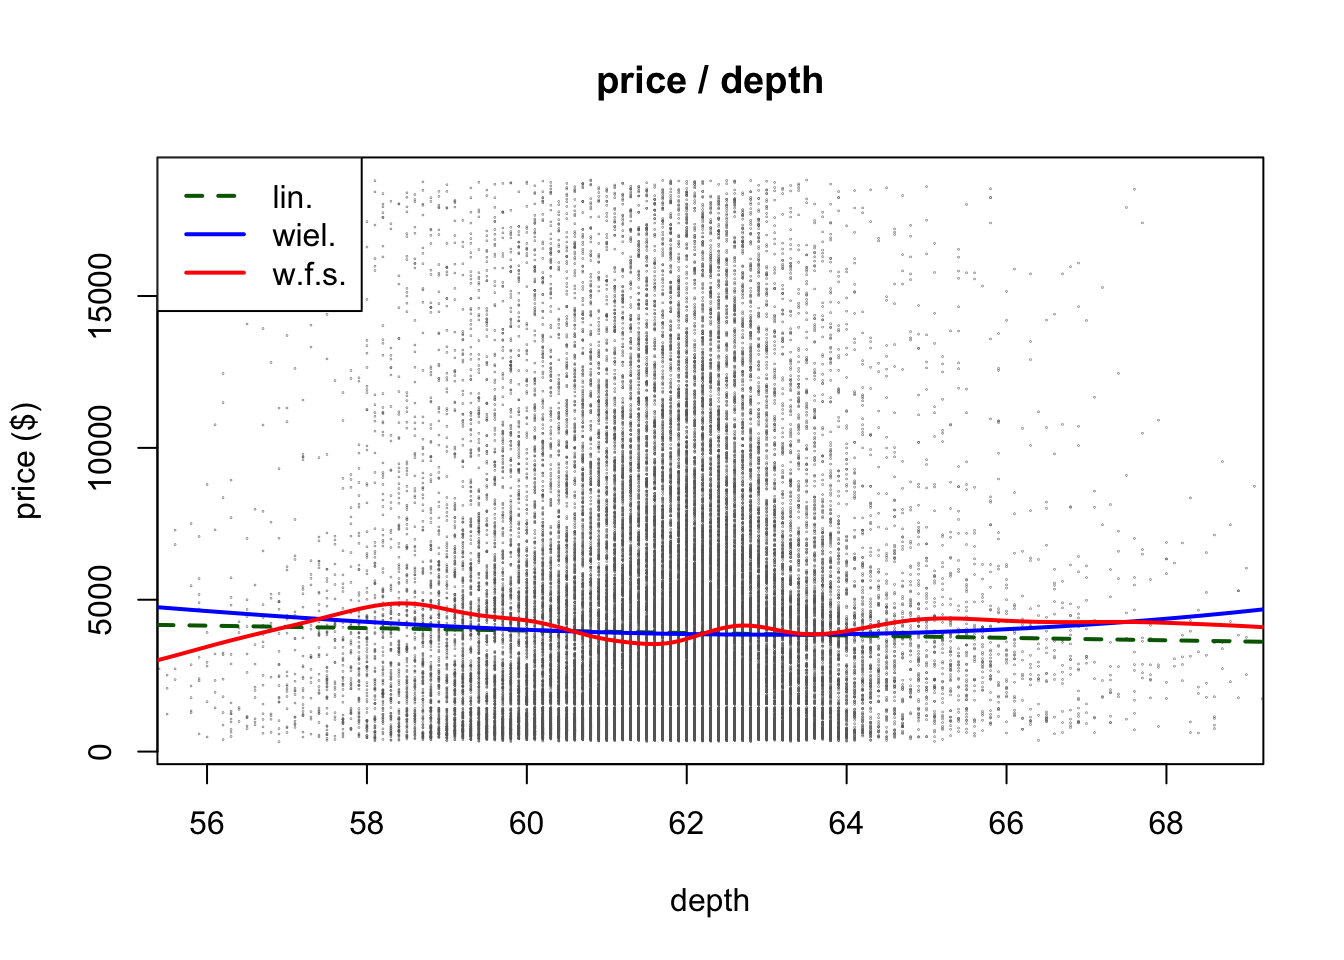 price / depth
lin.
wiel.
w.f.s.
price ($)
15000
10000
5000
0
56 58 60 62 64 66 68
depth